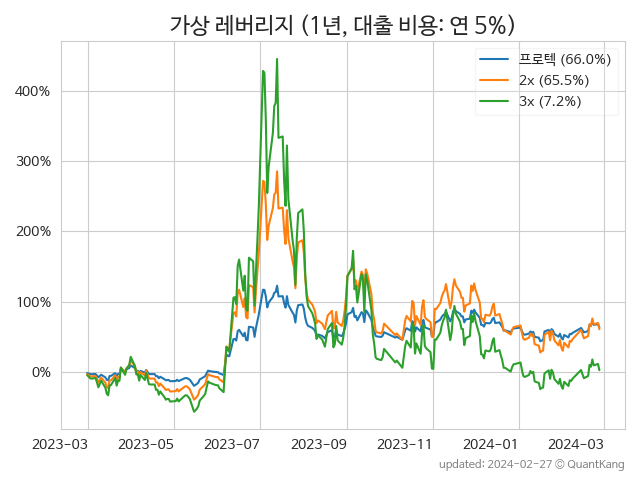 가상 레버리지 (1년, 대출 비용: 연 5%)
프로텍 (66.0%)
2x (65.5%)
3x (7.2%)
400%
300%
200%
100%
0%
2023-03 2023-05 2023-07 2023-09 2023-11 2024-01 2024-03
updated: 2024-02-27 © QuantKang